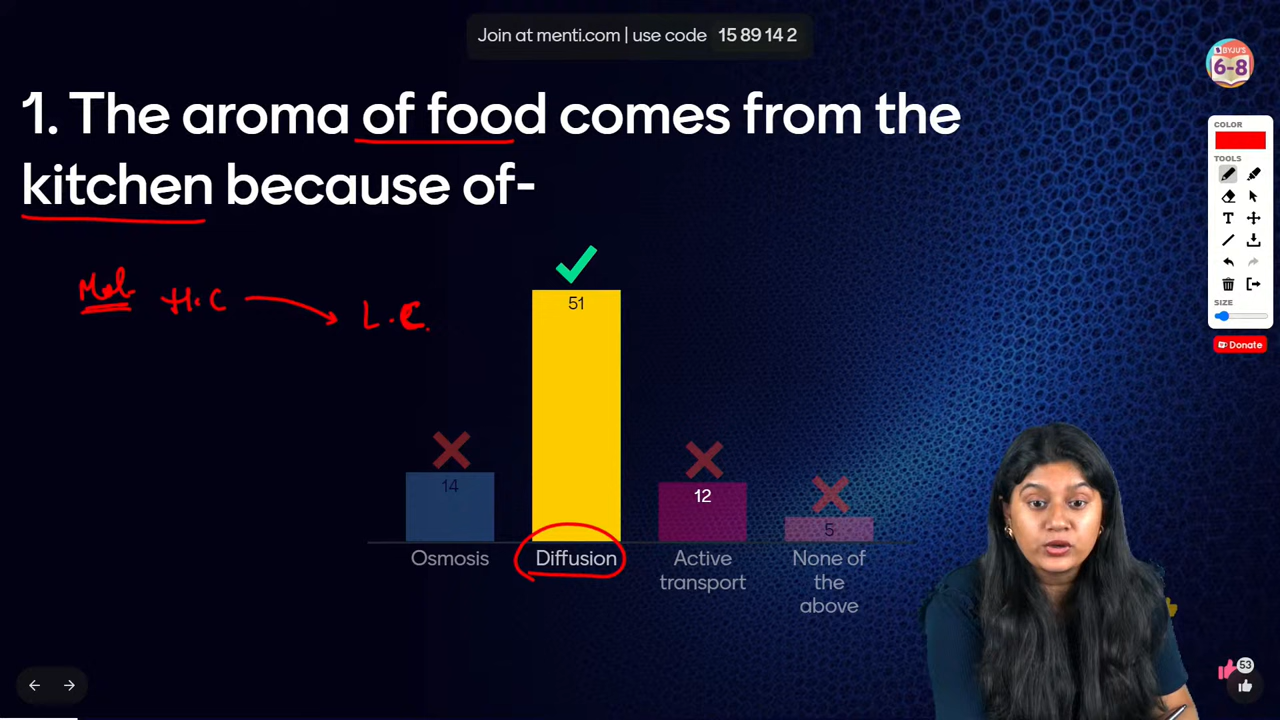 Join at menti.com | use code 15 89 14 2
BYJU'S
6-8
1. The aroma of food comes from the
kitchen because of-
COLOR
TOOLS
T
SIZE
Donate
Mol. H.C L.C.
51
14
12
5
Osmosis
Diffusion
Active
transport
None of
the
above
53